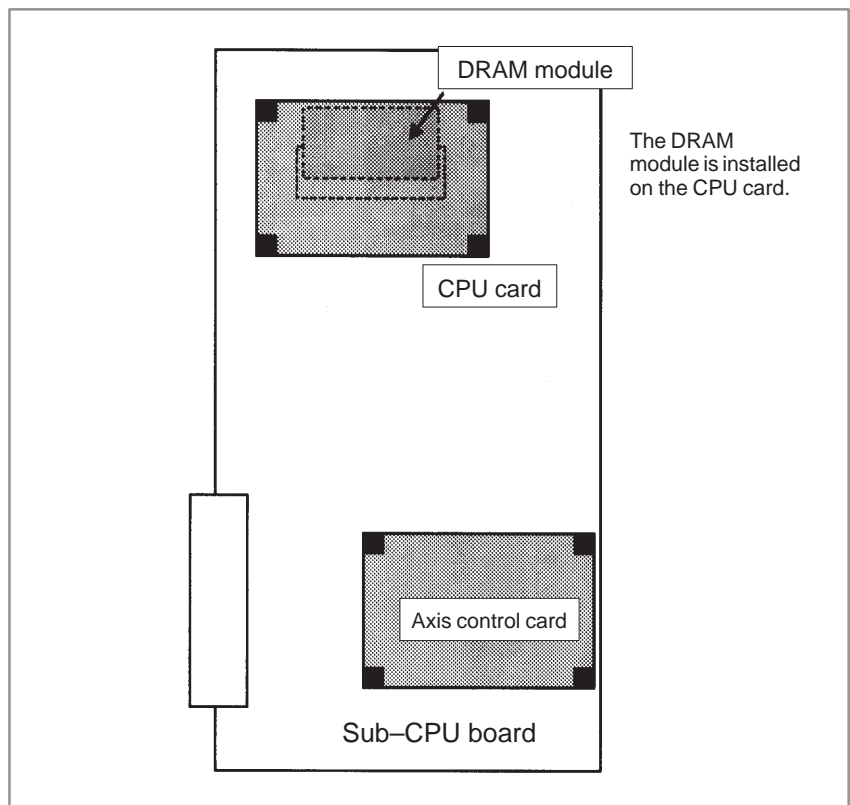 DRAM module
The DRAM
module is installed
on the CPU card.
CPU card
Axis control card
Sub–CPU board